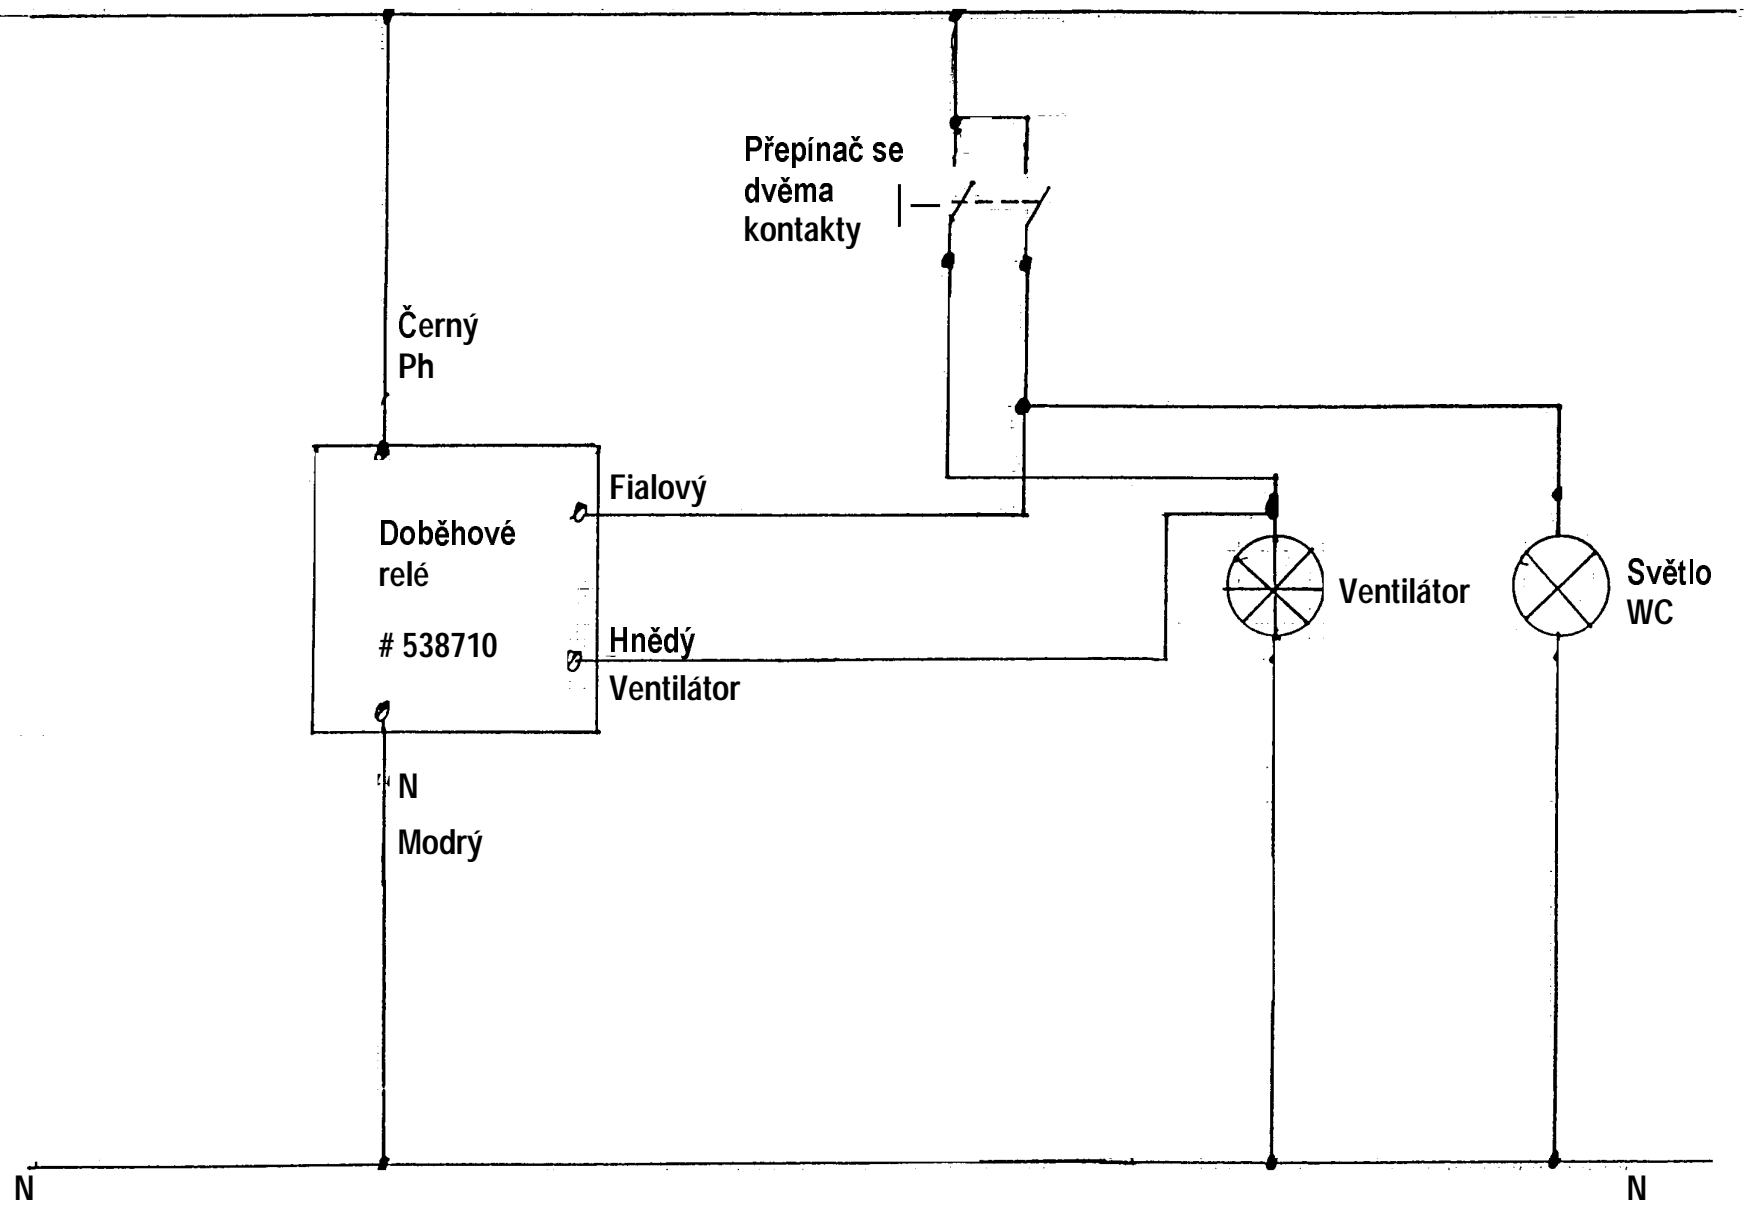 Přepínač se
dvěma
kontakty
Černý
Ph
Fialový
Doběhové
relé
# 538710
Hnědý
Ventilátor
Ventilátor
Světlo
WC
N
Modrý
N
N